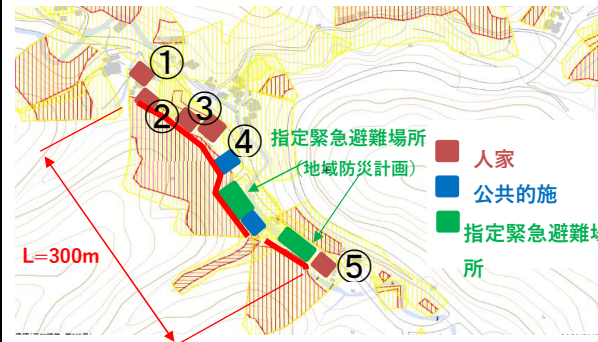 ①
②
③
④
指定緊急避難場所
(地域防災計画)
人家
公共的施
指定緊急避難場
所
L=300m
⑤